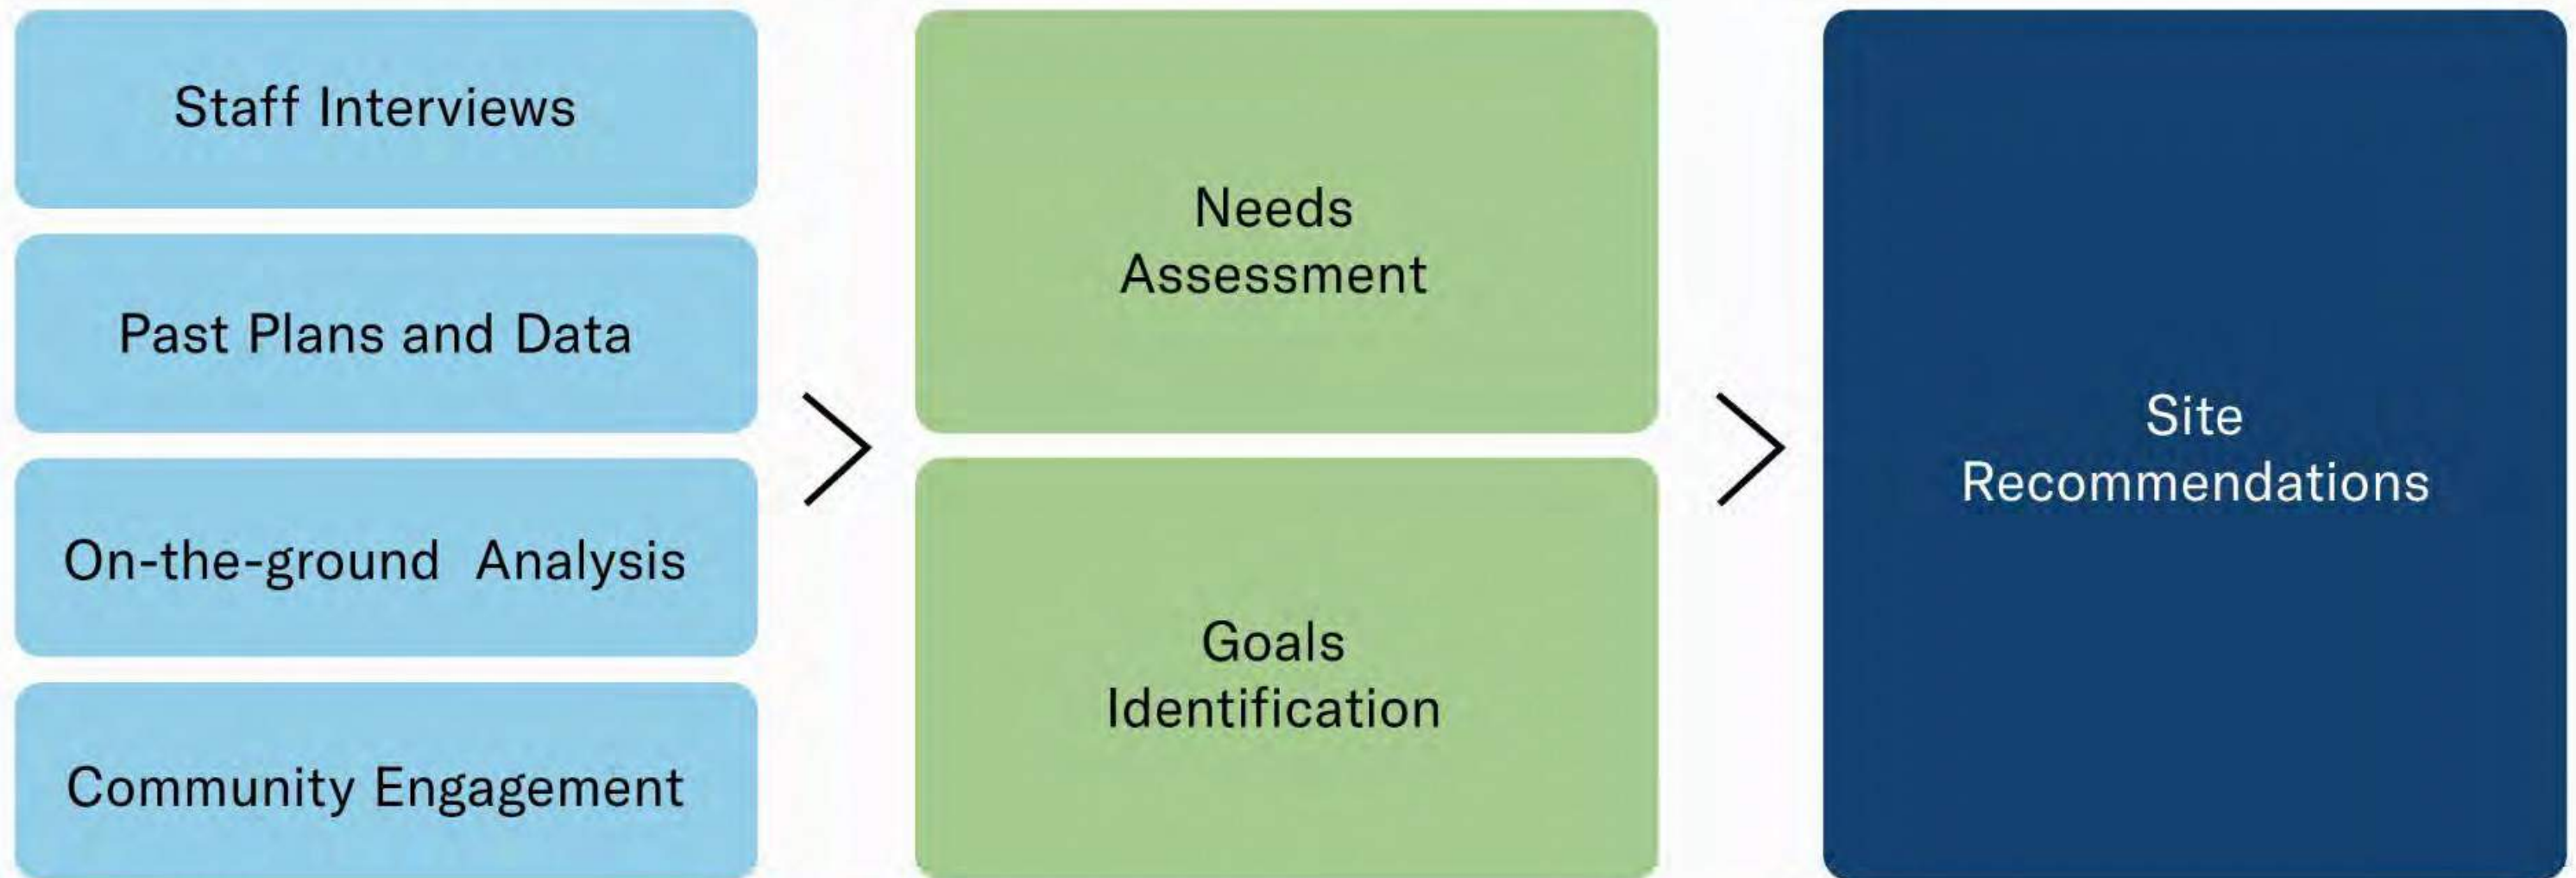 Staff Interviews
Past Plans and Data
On-the-ground Analysis
Community Engagement
Needs
Assessment
Goals
Identification
Site
Recommendations